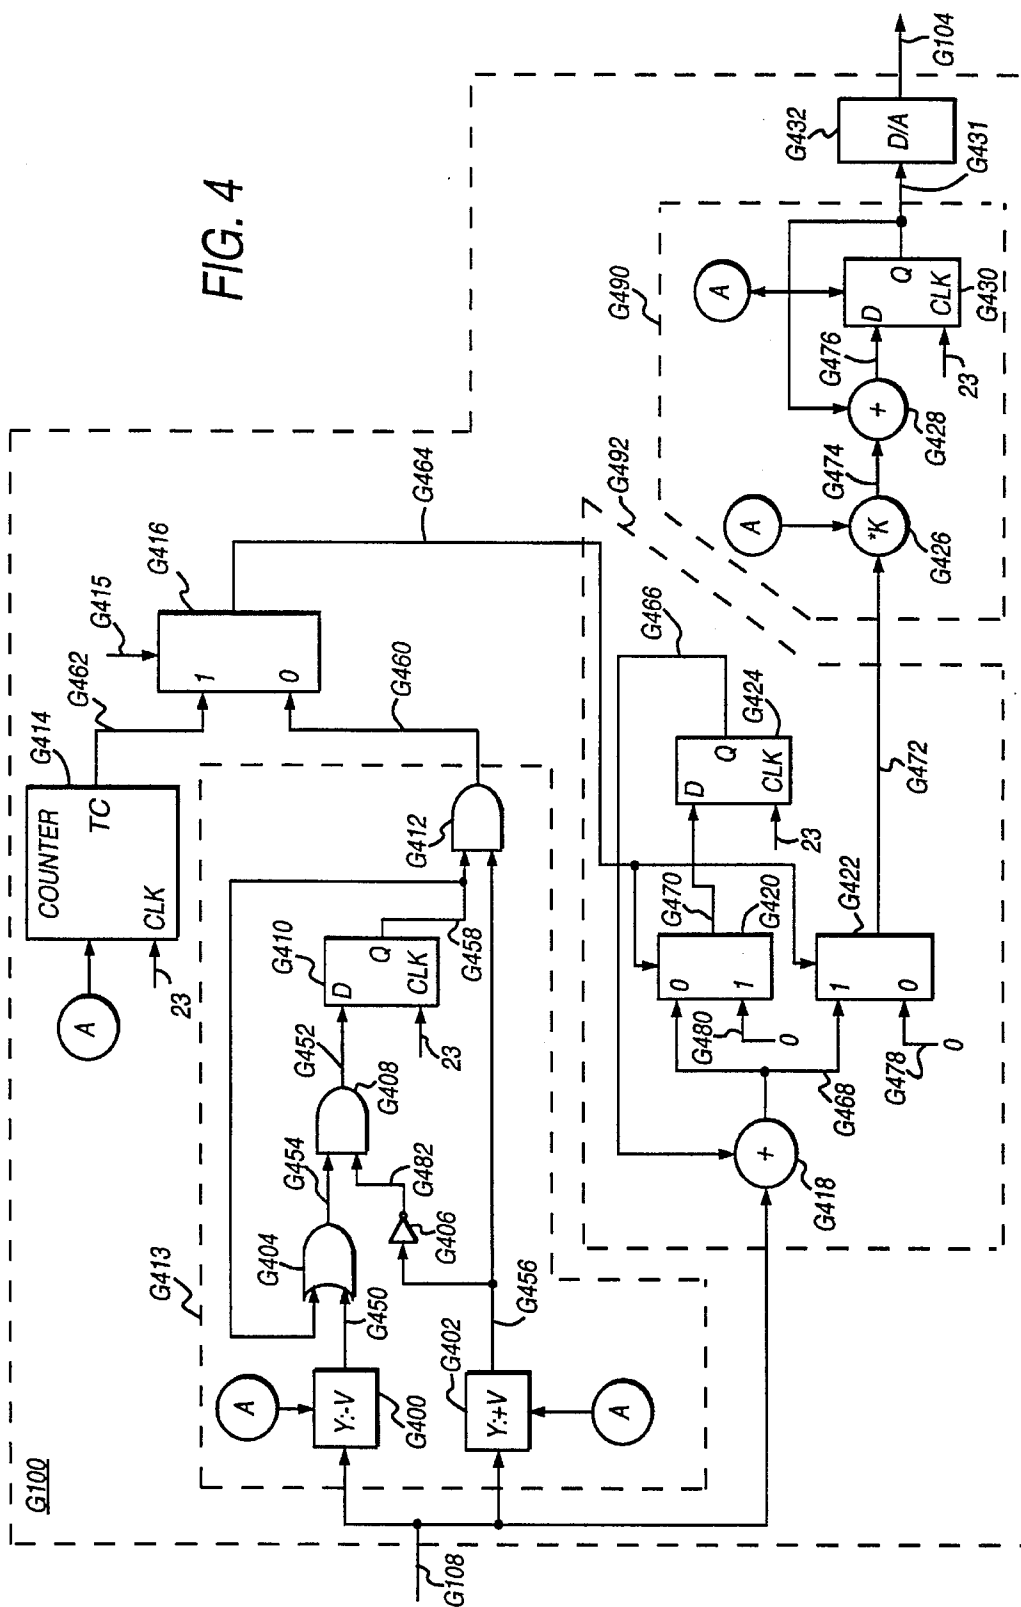 FIG. 4
G100
G108
G413
A
Y:-V
G400
Y:+V
G402
A
G450
G456
G404
G454
G406
G482
G408
G452
D
Q
CLK
G410
23
G458
G412
G460
A
23
COUNTER
TC
CLK
G414
G462
G415
1
0
G416
G464
+
G418
G468
G480
0
G478
0
0
1
G420
G470
1
0
G422
G472
D
Q
CLK
G424
23
G466
G492
A
*K
G426
G474
+
G428
G476
G490
A
D
Q
CLK
G430
23
G431
D/A
G432
G104